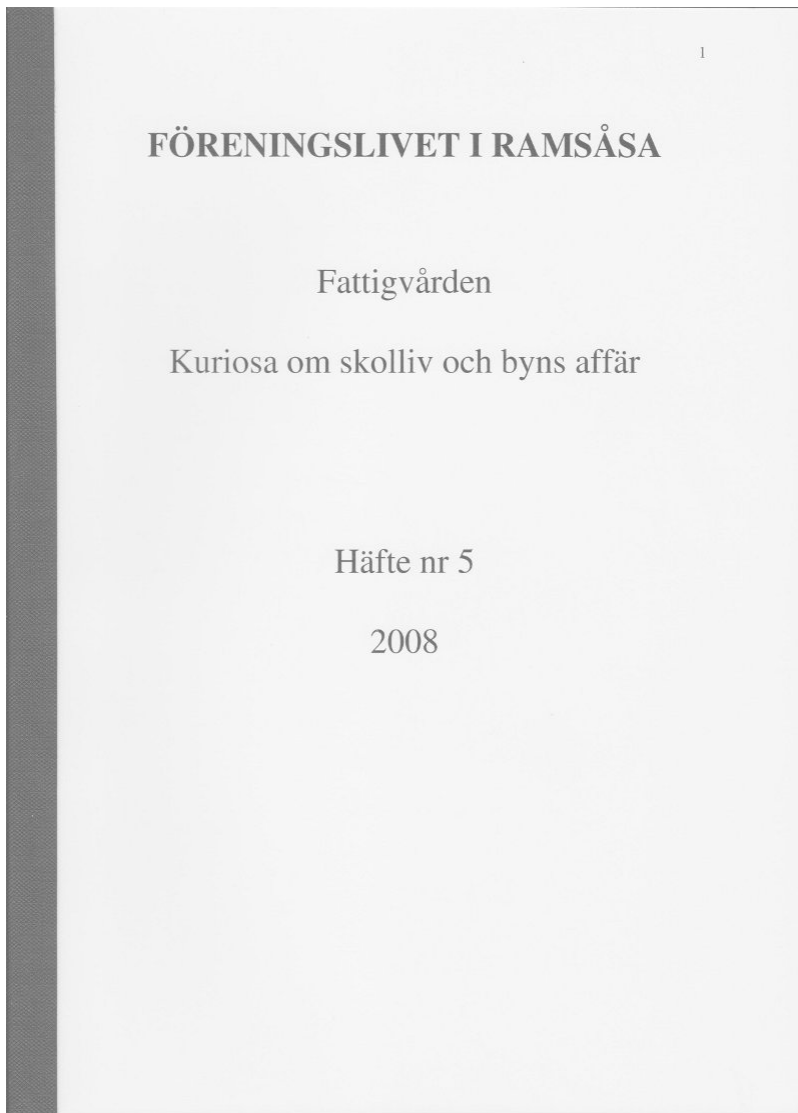 1
FÖRENINGSLIVET I RAMSÅSA
Fattigvården
Kuriosa om skolliv och byns affär
Häfte nr 5
2008